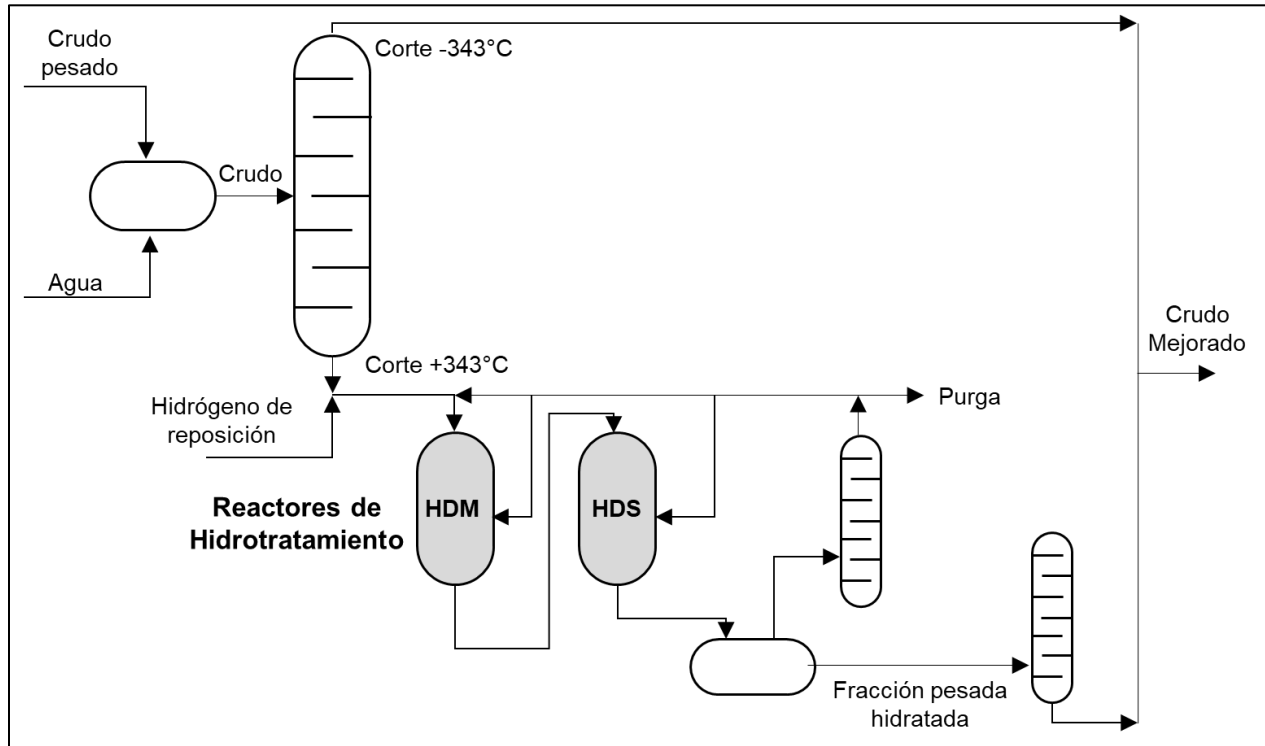 Crudo
pesado
Corte -343°C
Crudo
Agua
Corte +343°C
Hidrógeno de
reposición
Purga
Crudo
Mejorado
Reactores de
Hidrotratamiento
HDM
HDS
Fracción pesada
hidratada